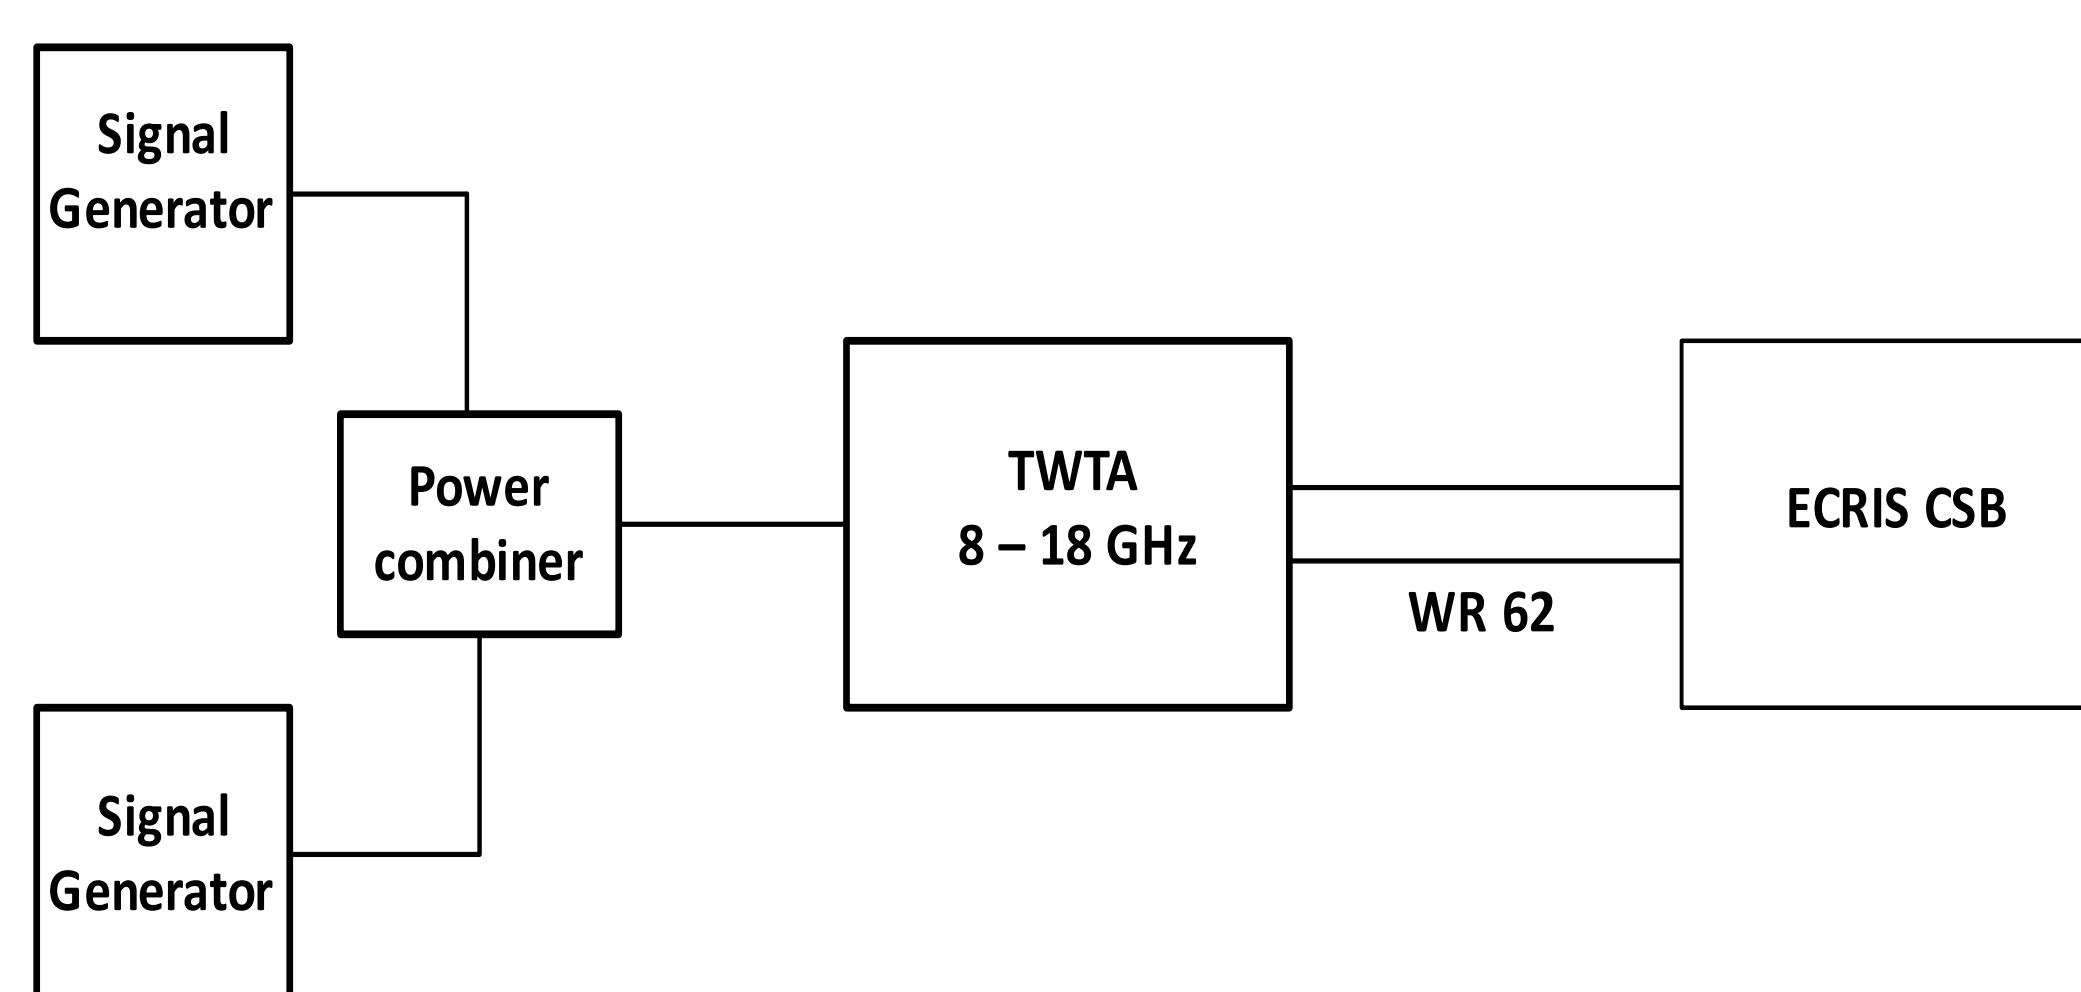 Signal
Generator
Power
combiner
TWTA
8 – 18 GHz
ECRIS CSB
WR 62
Signal
Generator